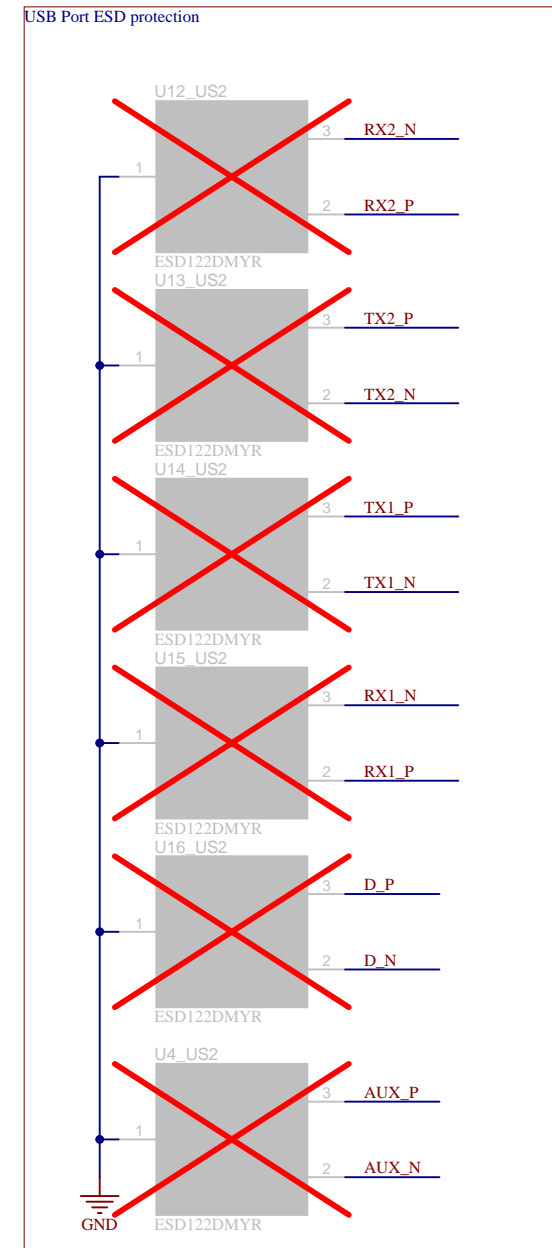 USB Port ESD protection
U12_US2
3 RX2_N
1
2 RX2_P
ESD122DMYR
U13_US2
3 TX2_P
1
2 TX2_N
ESD122DMYR
U14_US2
3 TX1_P
1
2 TX1_N
ESD122DMYR
U15_US2
3 RX1_N
1
2 RX1_P
ESD122DMYR
U16_US2
3 D_P
1
2 D_N
ESD122DMYR
U4_US2
3 AUX_P
1
2 AUX_N
GND ESD122DMYR